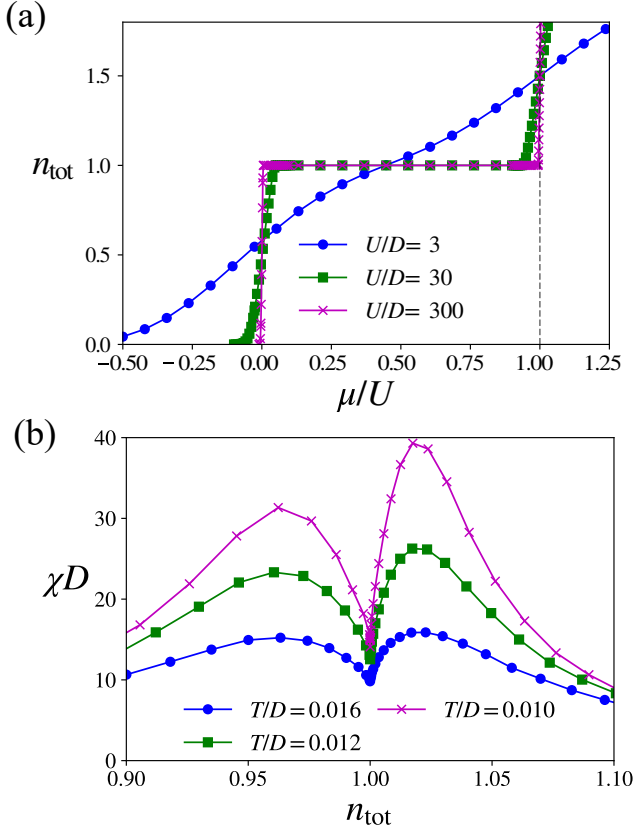 (a)
n_tot
1.5
1.0
0.5
0.0
U/D= 3
U/D= 30
U/D= 300
−0.50 −0.25 0.00 0.25 0.50 0.75 1.00 1.25
μ/U
(b)
χD
40
30
20
10
0
T/D=0.016
T/D=0.012
T/D=0.010
0.90 0.95 1.00 1.05 1.10
n_tot